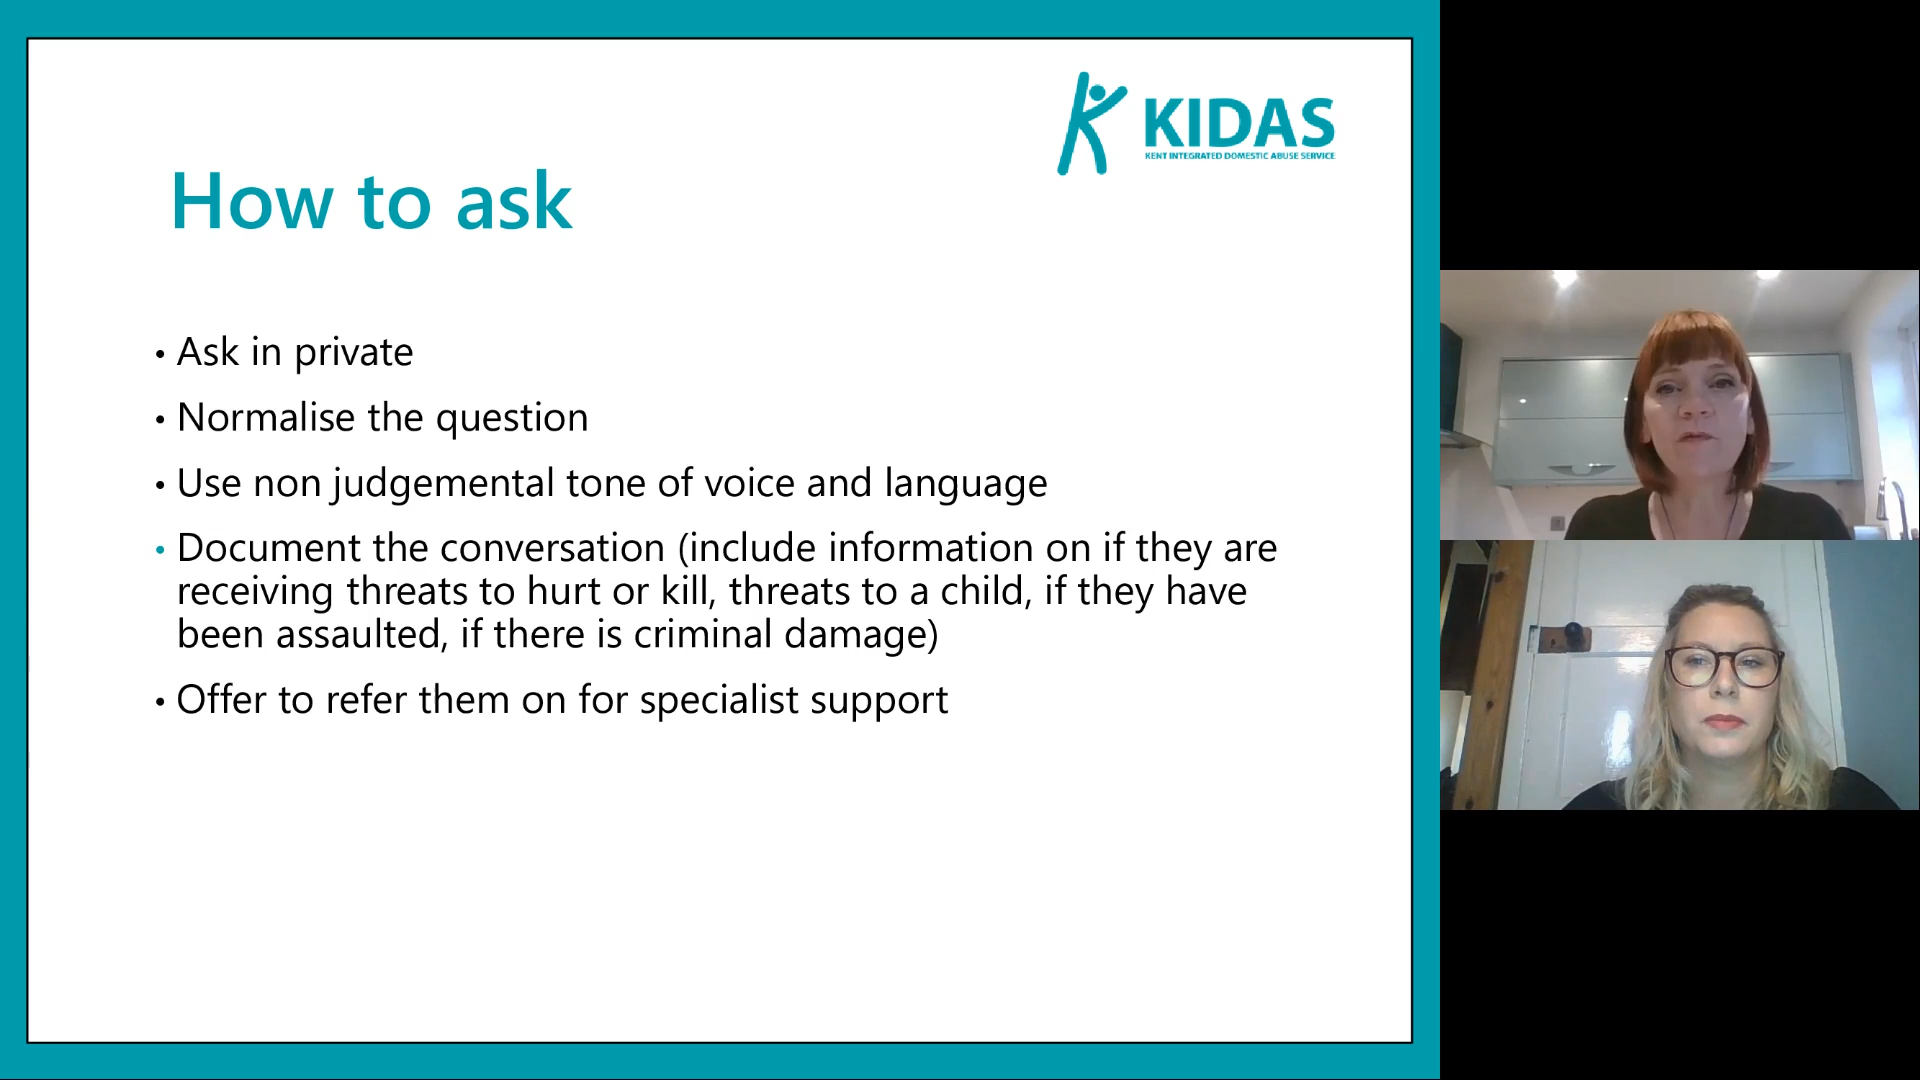 KIDAS
KENT INTEGRATED DOMESTIC ABUSE SERVICE
How to ask
• Ask in private
• Normalise the question
• Use non judgemental tone of voice and language
• Document the conversation (include information on if they are
receiving threats to hurt or kill, threats to a child, if they have
been assaulted, if there is criminal damage)
• Offer to refer them on for specialist support